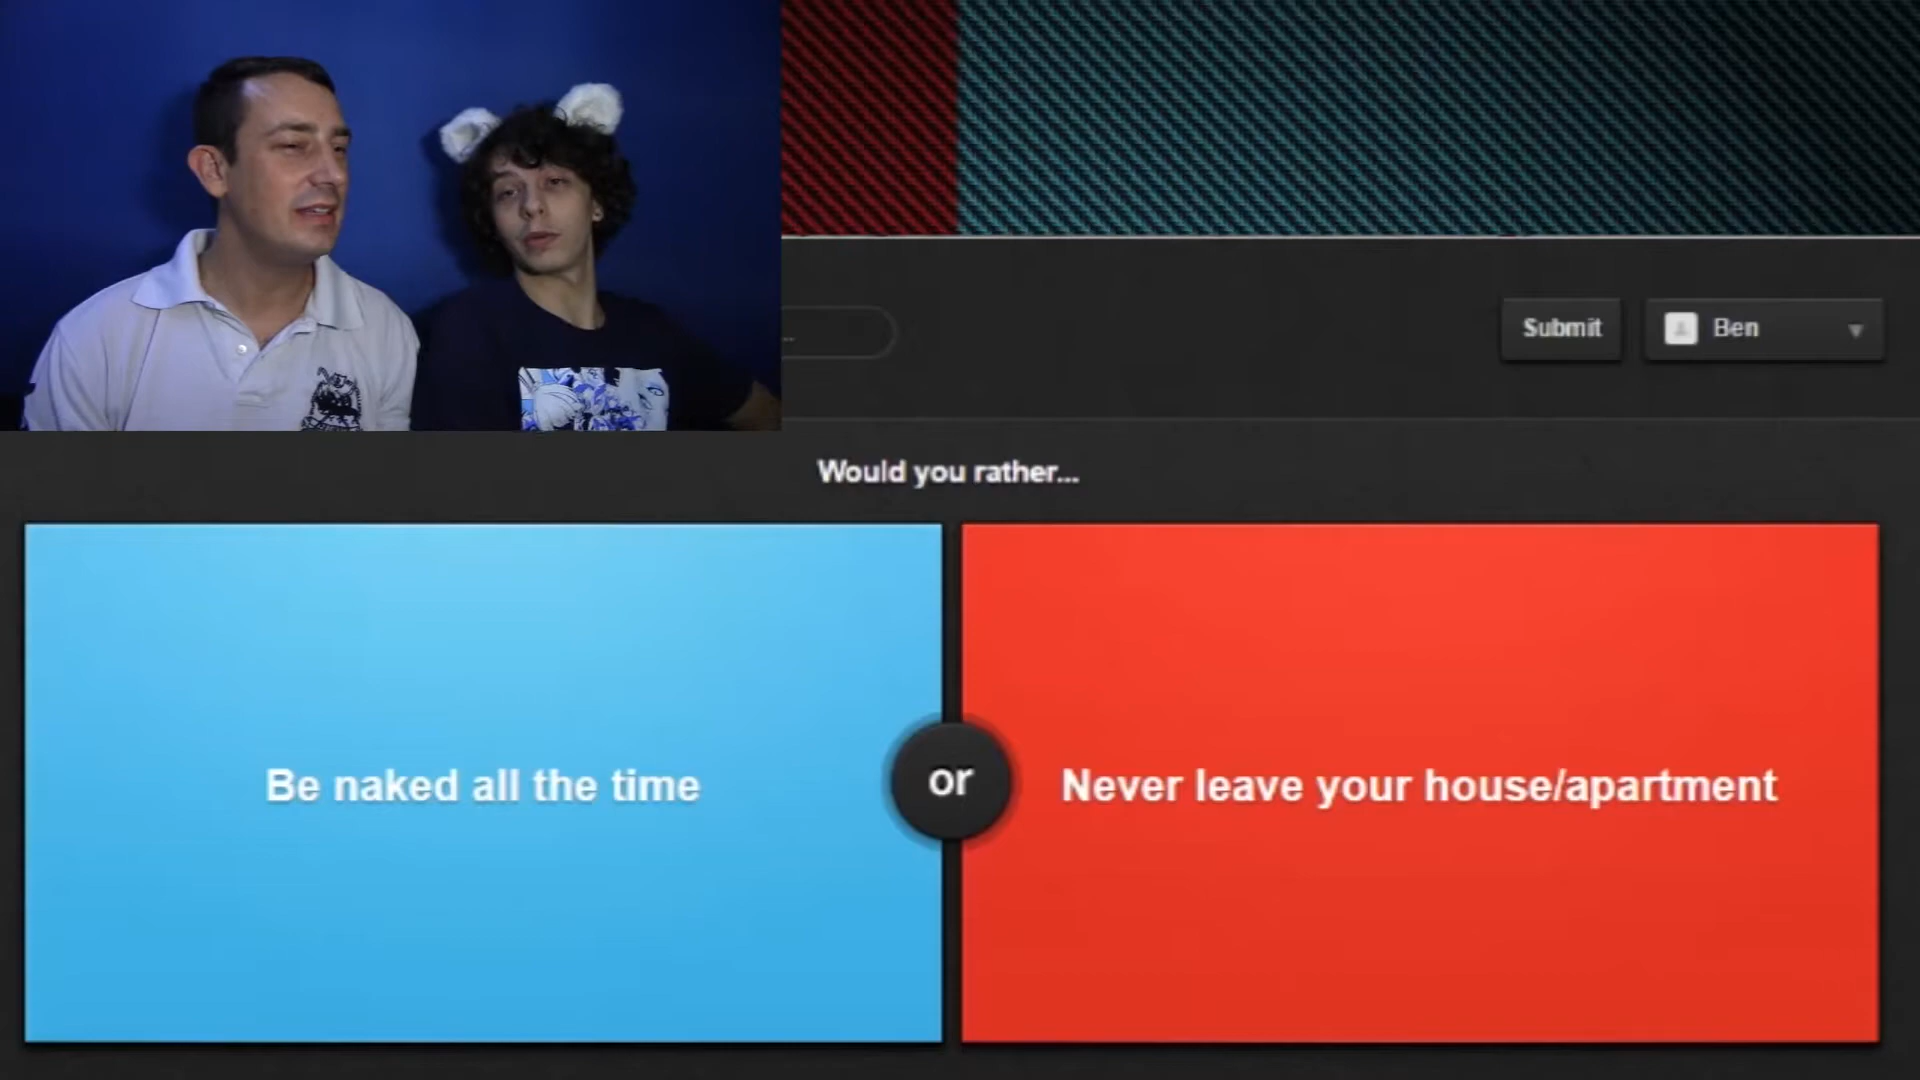 Submit
Ben
Would you rather...
Be naked all the time
or
Never leave your house/apartment